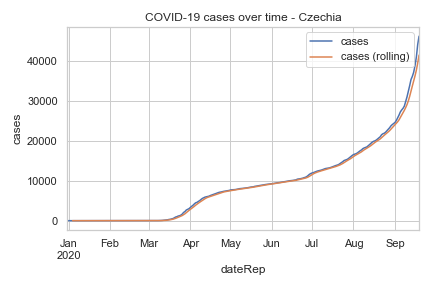 COVID-19 cases over time - Czechia
cases
cases (rolling)
cases
40000
30000
20000
10000
0
Jan Feb Mar Apr May Jun Jul Aug Sep
2020
dateRep